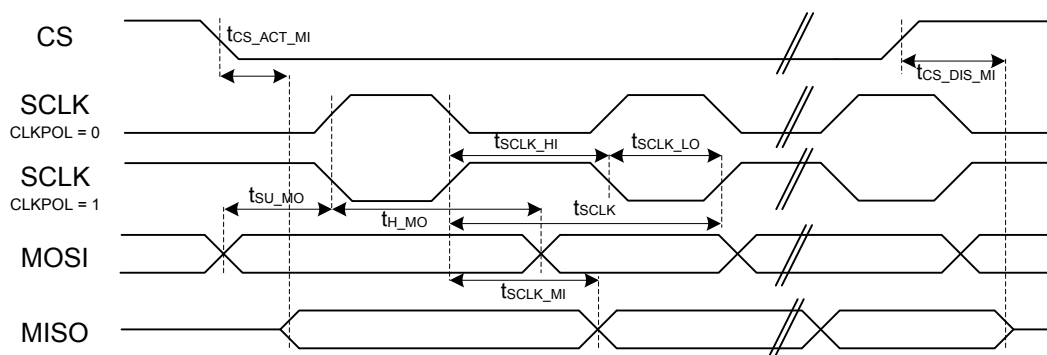 CS
tCS_ACT_MI
tCS_DIS_MI
SCLK
CLKPOL = 0
tSCLK_HI
tSCLK_LO
SCLK
CLKPOL = 1
tSU_MO
tH_MO
tSCLK
MOSI
tSCLK_MI
MISO